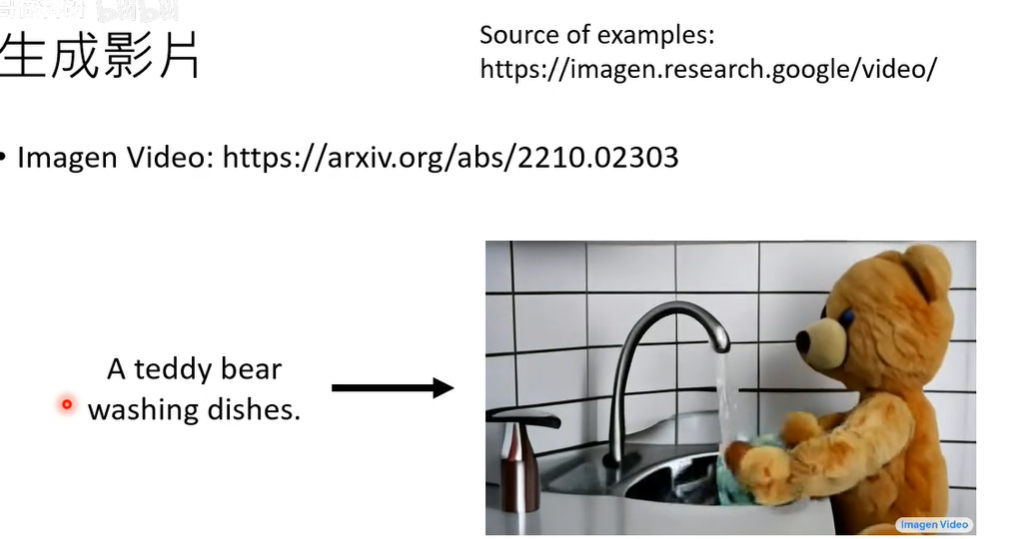 生成影片
Source of examples:
https://imagen.research.google/video/
• Imagen Video: https://arxiv.org/abs/2210.02303
A teddy bear
washing dishes.
Imagen Video